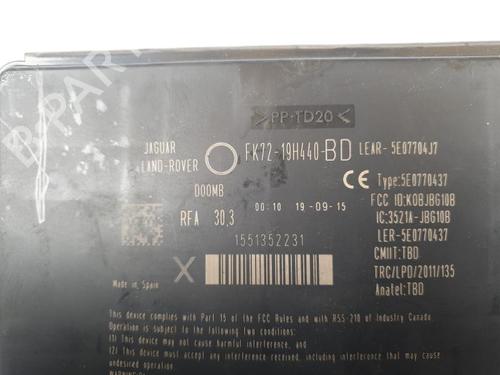 >PP-TD20<
JAGUAR
LAND-ROVER
FK72-19H440-BD
LEAR-5E07704J7
DOOMB
Type:5E0770437
FCC ID:KOBJBG10B
RFA 30,3
00:10 19-09-15
IC:3521A-JBG10B
LER-5E0770437
1551352231
CMIIT:TBD
TRC/LPD/2011/135
X
Anatel:TBD
Made in, Spain
This device complies with Part 15 of the FCC Rules and with RSS-210 of Industry Canada.
Operation is subject to the following two conditions:
(1) This device may not cause harmful interference, and
(2) This device must accept any interference received, including interference that may cause
undesired operation